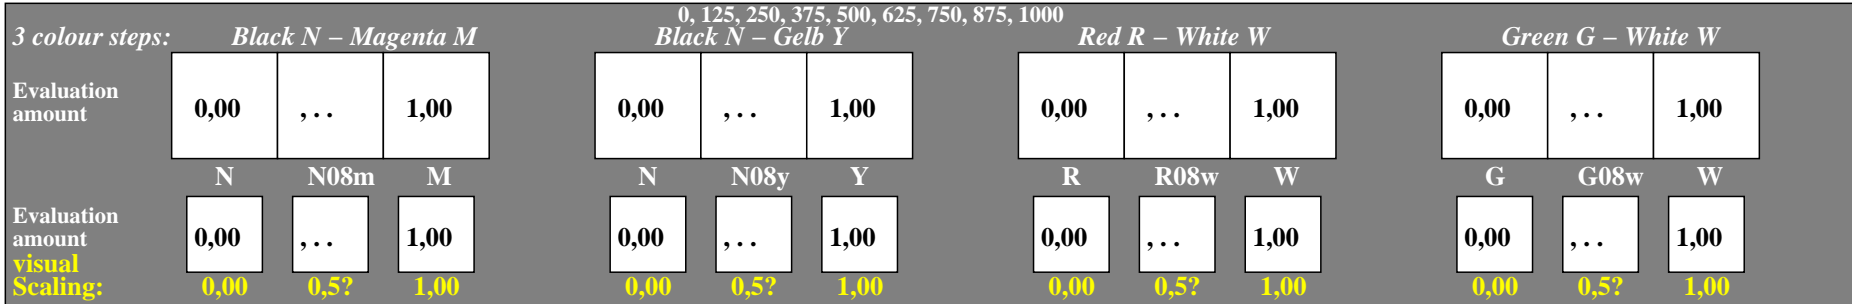 0, 125, 250, 375, 500, 625, 750, 875, 1000
3 colour steps: Black N – Magenta M Black N – Gelb Y Red R – White W Green G – White W
Evaluation
amount
0,00 , . . 1,00 0,00 , . . 1,00 0,00 , . . 1,00 0,00 , . . 1,00
N N08m M N N08y Y R R08w W G G08w W
Evaluation
amount
0,00 , . . 1,00 0,00 , . . 1,00 0,00 , . . 1,00 0,00 , . . 1,00
visual
Scaling: 0,00 0,5? 1,00 0,00 0,5? 1,00 0,00 0,5? 1,00 0,00 0,5? 1,00